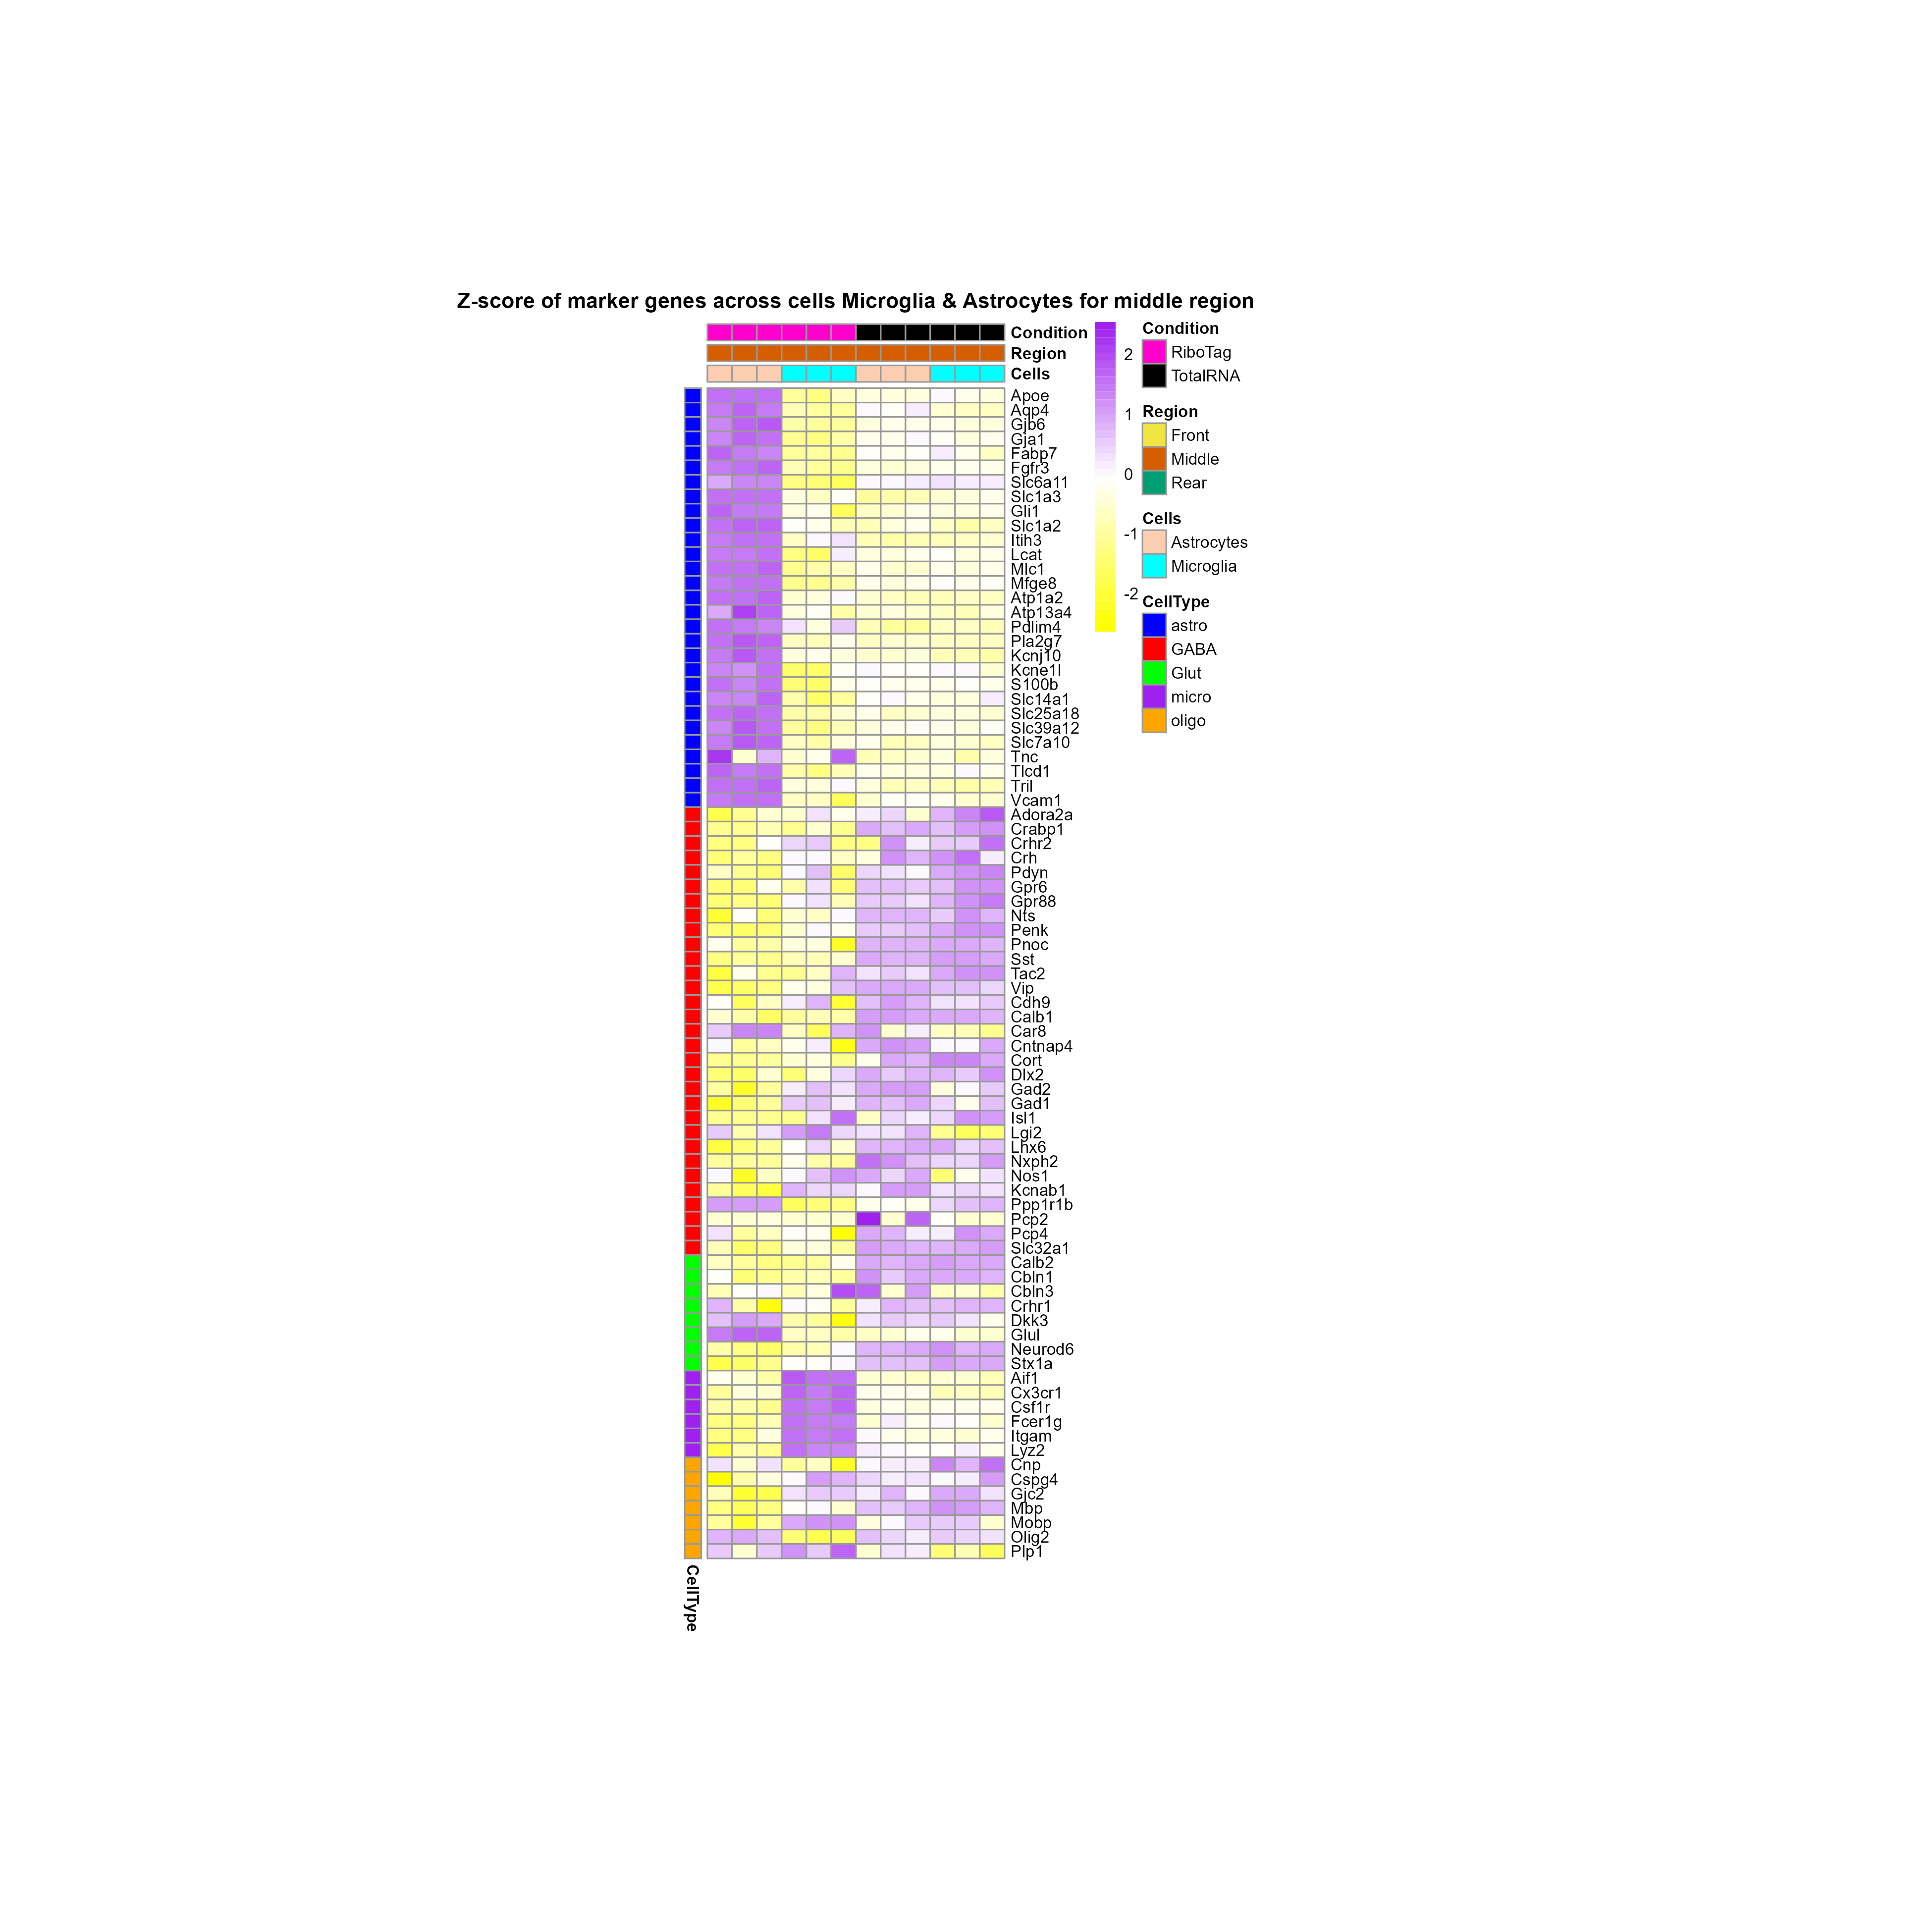 Z-score of marker genes across cells Microglia & Astrocytes for middle region
Condition
Region
Cells
Apoe
Aqp4
Gjb6
Gja1
Fabp7
Fgfr3
Slc6a11
Slc1a3
Gli1
Slc1a2
Itih3
Lcat
Mlc1
Mfge8
Atp1a2
Atp13a4
Pdlim4
Pla2g7
Kcnj10
Kcne1l
S100b
Slc14a1
Slc25a18
Slc39a12
Slc7a10
Tnc
Tlcd1
Tril
Vcam1
Adora2a
Crabp1
Crhr2
Crh
Pdyn
Gpr6
Gpr88
Nts
Penk
Pnoc
Sst
Tac2
Vip
Cdh9
Calb1
Car8
Cntnap4
Cort
Dlx2
Gad2
Gad1
Isl1
Lgi2
Lhx6
Nxph2
Nos1
Kcnab1
Ppp1r1b
Pcp2
Pcp4
Slc32a1
Calb2
Cbln1
Cbln3
Crhr1
Dkk3
Glul
Neurod6
Stx1a
Aif1
Cx3cr1
Csf1r
Fcer1g
Itgam
Lyz2
Cnp
Cspg4
Gjc2
Mbp
Mobp
Olig2
Plp1
CellType
2
1
0
-1
-2
Condition
RiboTag
TotalRNA
Region
Front
Middle
Rear
Cells
Astrocytes
Microglia
CellType
astro
GABA
Glut
micro
oligo